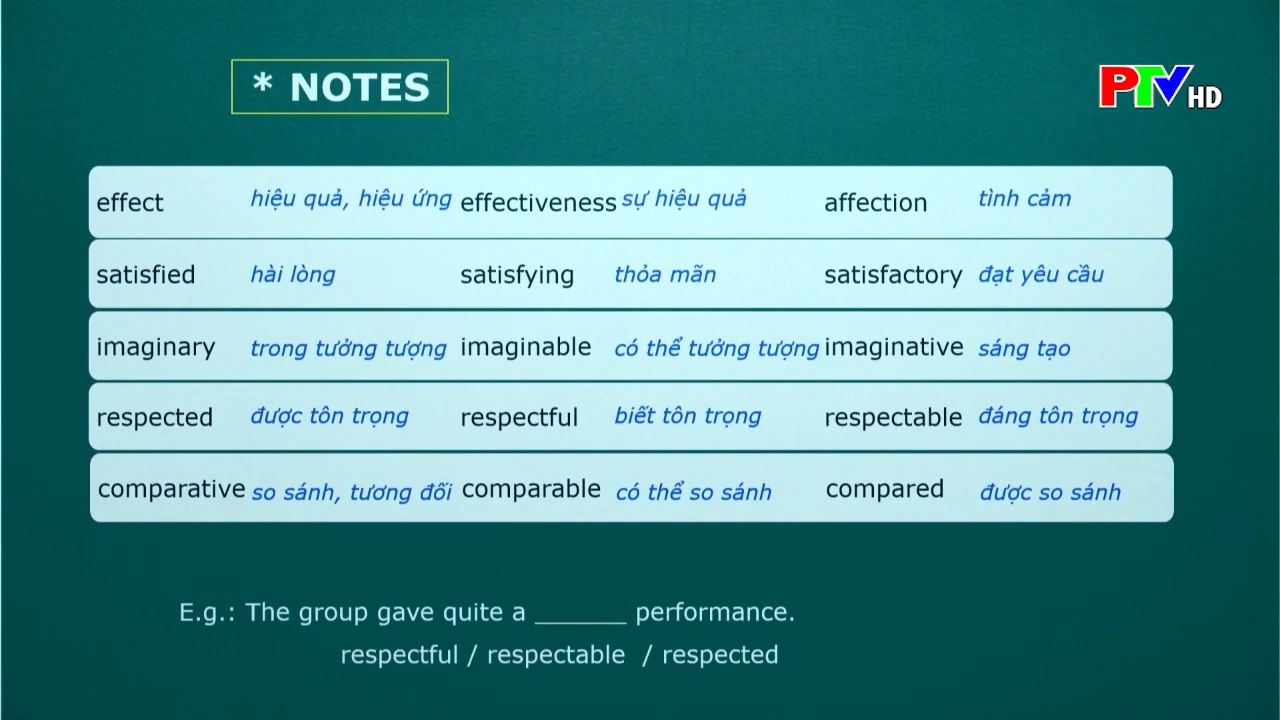 * NOTES
PTV HD
effect hiệu quả, hiệu ứng effectiveness sự hiệu quả affection tình cảm
satisfied hài lòng satisfying thỏa mãn satisfactory đạt yêu cầu
imaginary trong tưởng tượng imaginable có thể tưởng tượng imaginative sáng tạo
respected được tôn trọng respectful biết tôn trọng respectable đáng tôn trọng
comparative so sánh, tương đối comparable có thể so sánh compared được so sánh
E.g.: The group gave quite a _______ performance.
respectful / respectable / respected